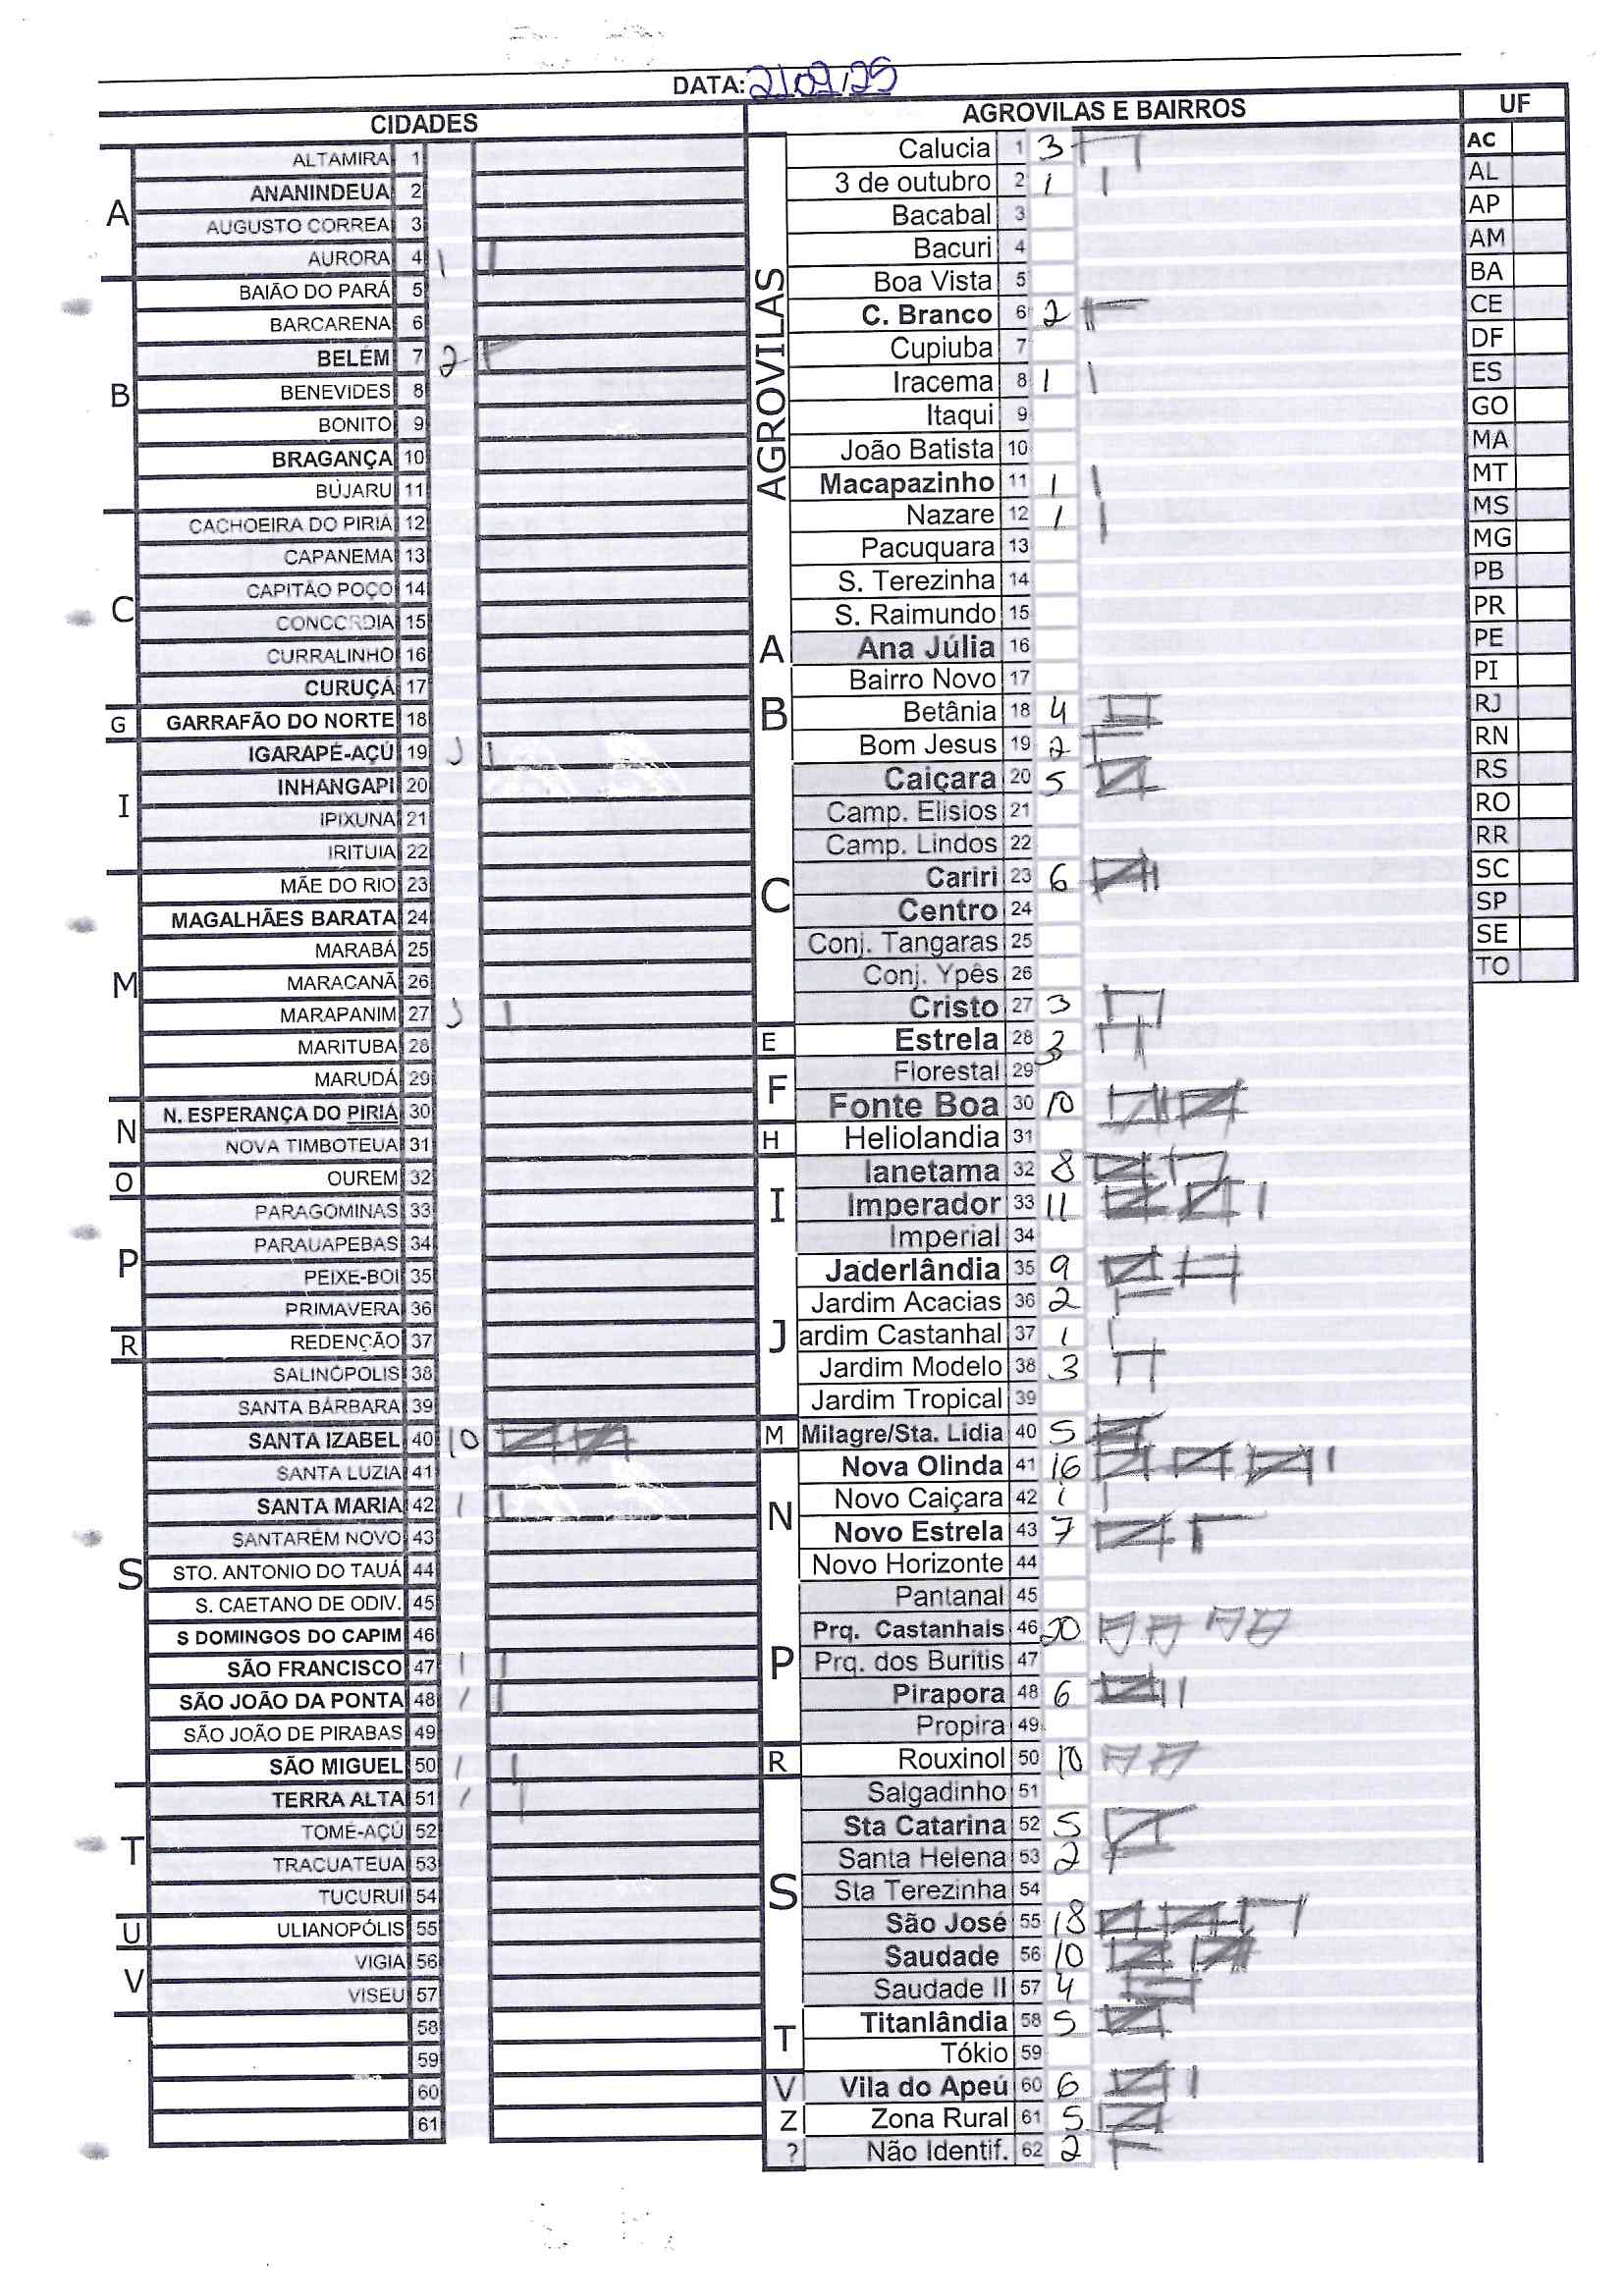 DATA: 2/09/25
CIDADES
A
ALTAMIRA 1
ANANINDEUA 2
AUGUSTO CORREA 3
AURORA 4 1
B
BAIÃO DO PARÁ 5
BARCARENA 6
BELÉM 7 2
BENEVIDES 8
BONITO 9
BRAGANÇA 10
BUJARU 11
C
CACHOEIRA DO PIRIÁ 12
CAPANEMA 13
CAPITÃO POÇO 14
CONCORDIA 15
CURRALINHO 16
CURUÇÁ 17
G
GARRAFÃO DO NORTE 18
I
IGARAPÉ-AÇÚ 19 1
INHANGAPI 20
IPIXUNA 21
IRITUIA 22
M
MÃE DO RIO 23
MAGALHÃES BARATA 24
MARABÁ 25
MARACANÃ 26
MARAPANIM 27 1
MARITUBA 28
MARUDÁ 29
N
N. ESPERANÇA DO PIRIÁ 30
NOVA TIMBOTEUA 31
O
OUREM 32
P
PARAGOMINAS 33
PARAUAPEBAS 34
PEIXE-BOI 35
PRIMAVERA 36
R
REDENÇÃO 37
S
SALINÓPOLIS 38
SANTA BÁRBARA 39
SANTA IZABEL 40 10
SANTA LUZIA 41
SANTA MARIA 42 1
SANTARÉM NOVO 43
STO. ANTONIO DO TAUÁ 44
S. CAETANO DE ODIV. 45
S DOMINGOS DO CAPIM 46
SÃO FRANCISCO 47 1
SÃO JOÃO DA PONTA 48 1
SÃO JOÃO DE PIRABAS 49
SÃO MIGUEL 50 1
T
TERRA ALTA 51 1
TOMÉ-AÇÚ 52
TRACUATEUA 53
TUCURUI 54
U
ULIANOPÓLIS 55
V
VIGIA 56
VISEU 57
58
59
60
61
AGROVILAS E BAIRROS
AGROVILAS
Calucia 1 3
3 de outubro 2 1
Bacabal 3
Bacuri 4
Boa Vista 5
C. Branco 6 2
Cupiuba 7
Iracema 8 1
Itaqui 9
João Batista 10
Macapazinho 11 1
Nazare 12 1
Pacuquara 13
S. Terezinha 14
S. Raimundo 15
A
Ana Júlia 16
B
Bairro Novo 17
Betânia 18 4
Bom Jesus 19 2
C
Caiçara 20 5
Camp. Elisios 21
Camp. Lindos 22
Cariri 23 6
Centro 24
Conj. Tangaras 25
Conj. Ypês 26
Cristo 27 3
E
Estrela 28 3
F
Florestal 29
Fonte Boa 30 10
H
Heliolandia 31
I
Ianetama 32 8
Imperador 33 11
Imperial 34
J
Jaderlândia 35 9
Jardim Acacias 36 2
ardim Castanhal 37 1
Jardim Modelo 38 3
Jardim Tropical 39
M
Milagre/Sta. Lidia 40 5
N
Nova Olinda 41 16
Novo Caiçara 42 1
Novo Estrela 43 7
Novo Horizonte 44
P
Pantanal 45
Prq. Castanhais 46 20
Prq. dos Buritis 47
Pirapora 48 6
Propira 49
R
Rouxinol 50 10
S
Salgadinho 51
Sta Catarina 52 5
Santa Helena 53 2
Sta Terezinha 54
São José 55 18
Saudade 56 10
Saudade II 57 4
T
Titanlândia 58 5
Tókio 59
V
Vila do Apeú 60 6
Z
Zona Rural 61 5
?
Não Identif. 62 2
UF
AC
AL
AP
AM
BA
CE
DF
ES
GO
MA
MT
MS
MG
PB
PR
PE
PI
RJ
RN
RS
RO
RR
SC
SP
SE
TO